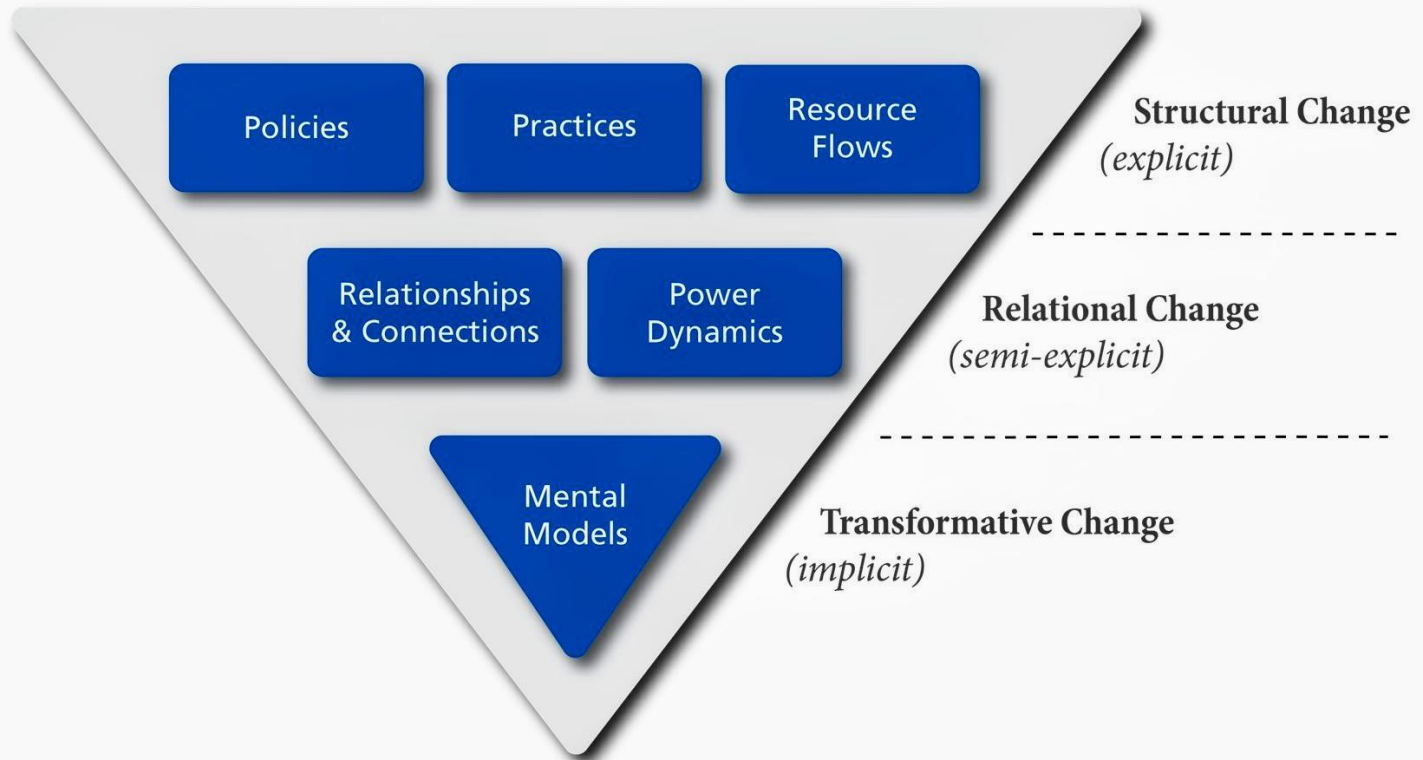 Policies
Practices
Resource
Flows
Structural Change
(explicit)
Relationships
& Connections
Power
Dynamics
Relational Change
(semi-explicit)
Mental
Models
Transformative Change
(implicit)